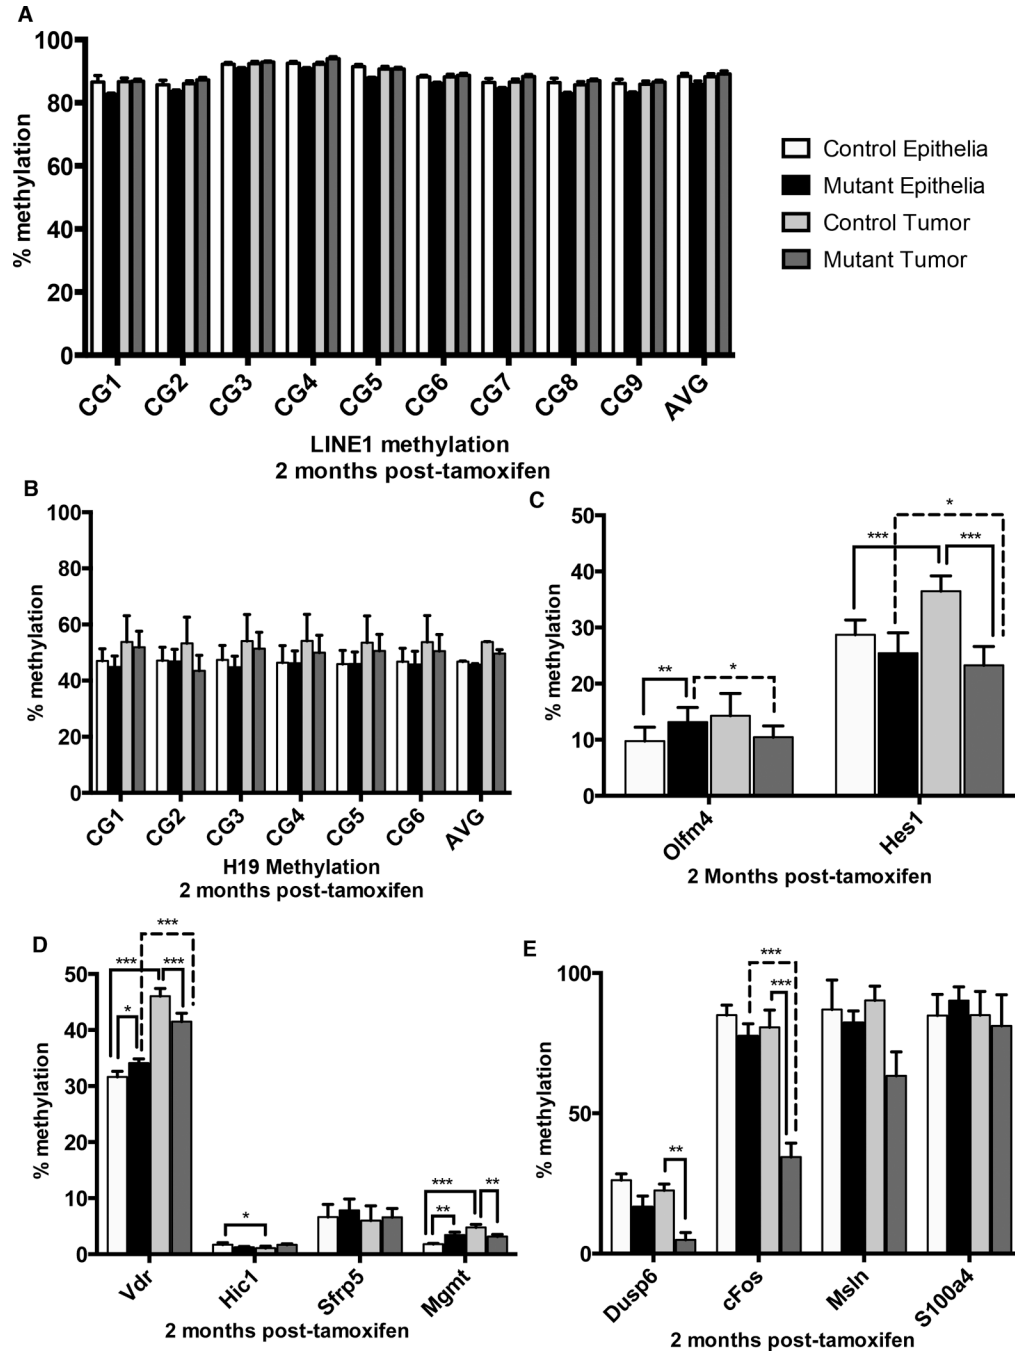 A
100
80
60
40
20
0
% methylation
CG1 CG2 CG3 CG4 CG5 CG6 CG7 CG8 CG9 AVG
LINE1 methylation
2 months post-tamoxifen
Control Epithelia
Mutant Epithelia
Control Tumor
Mutant Tumor
B
100
80
60
40
20
0
% methylation
CG1 CG2 CG3 CG4 CG5 CG6 AVG
H19 Methylation
2 months post-tamoxifen
C
50
40
30
20
10
0
% methylation
** * *** * ***
Olfm4 Hes1
2 Months post-tamoxifen
D
50
40
30
20
10
0
% methylation
*** *** *** * * *** ** **
Vdr Hic1 Sfrp5 Mgmt
2 months post-tamoxifen
E
100
50
0
% methylation
** *** ***
Dusp6 cFos Msln S100a4
2 months post-tamoxifen